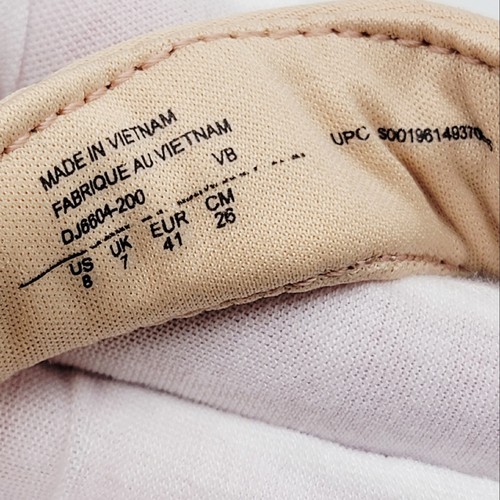 MADE IN VIETNAM
FABRIQUE AU VIETNAM
DJ6604-200 VB
US UK EUR CM
8 7 41 26
UPC